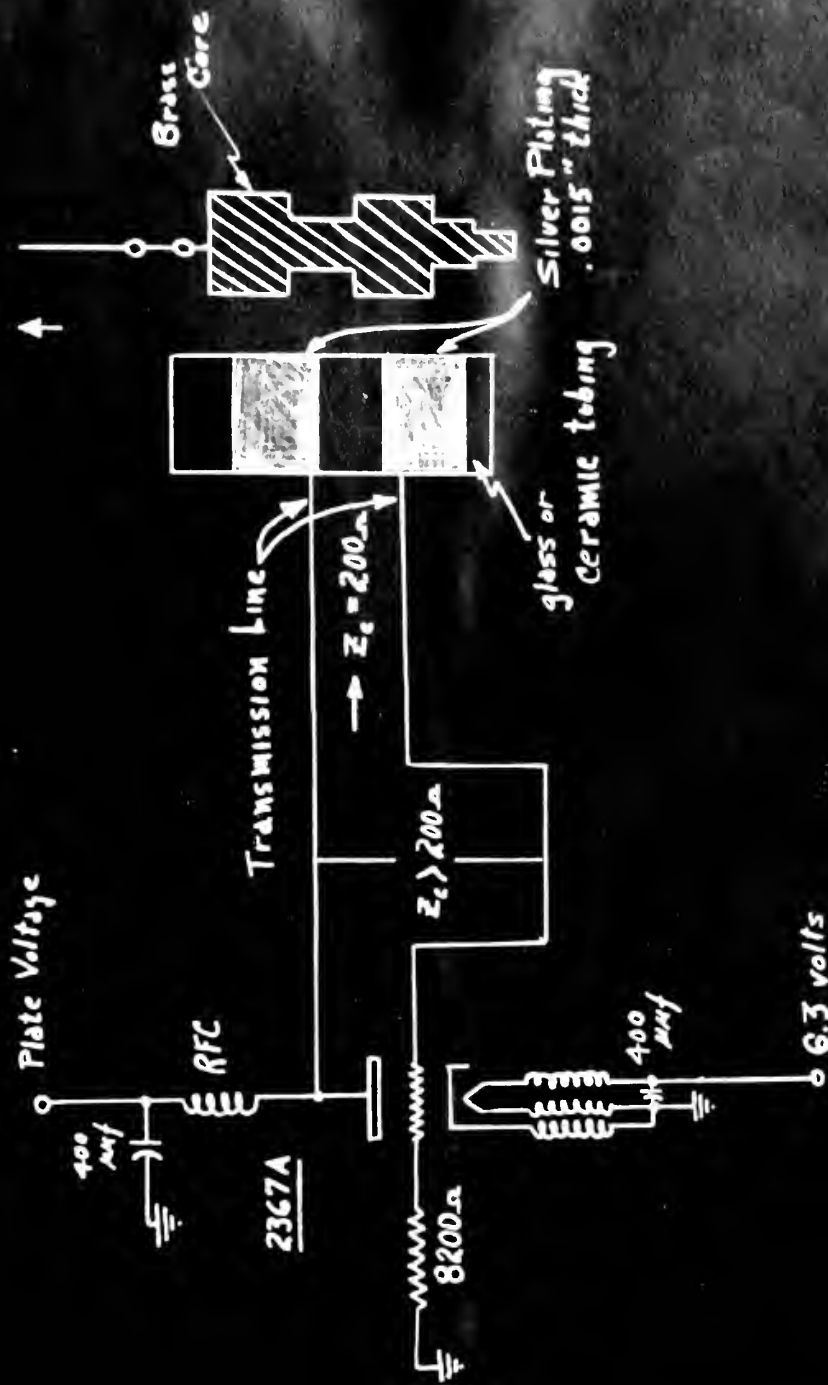 Plate Voltage
400
μμf
RFC
2367A
8200Ω
400
μμf
6.3 volts
Transmission Line
→ Zc = 200Ω
Zc > 200Ω
Brass
Core
Silver Plating
.0015" thick
glass or
ceramic tubing